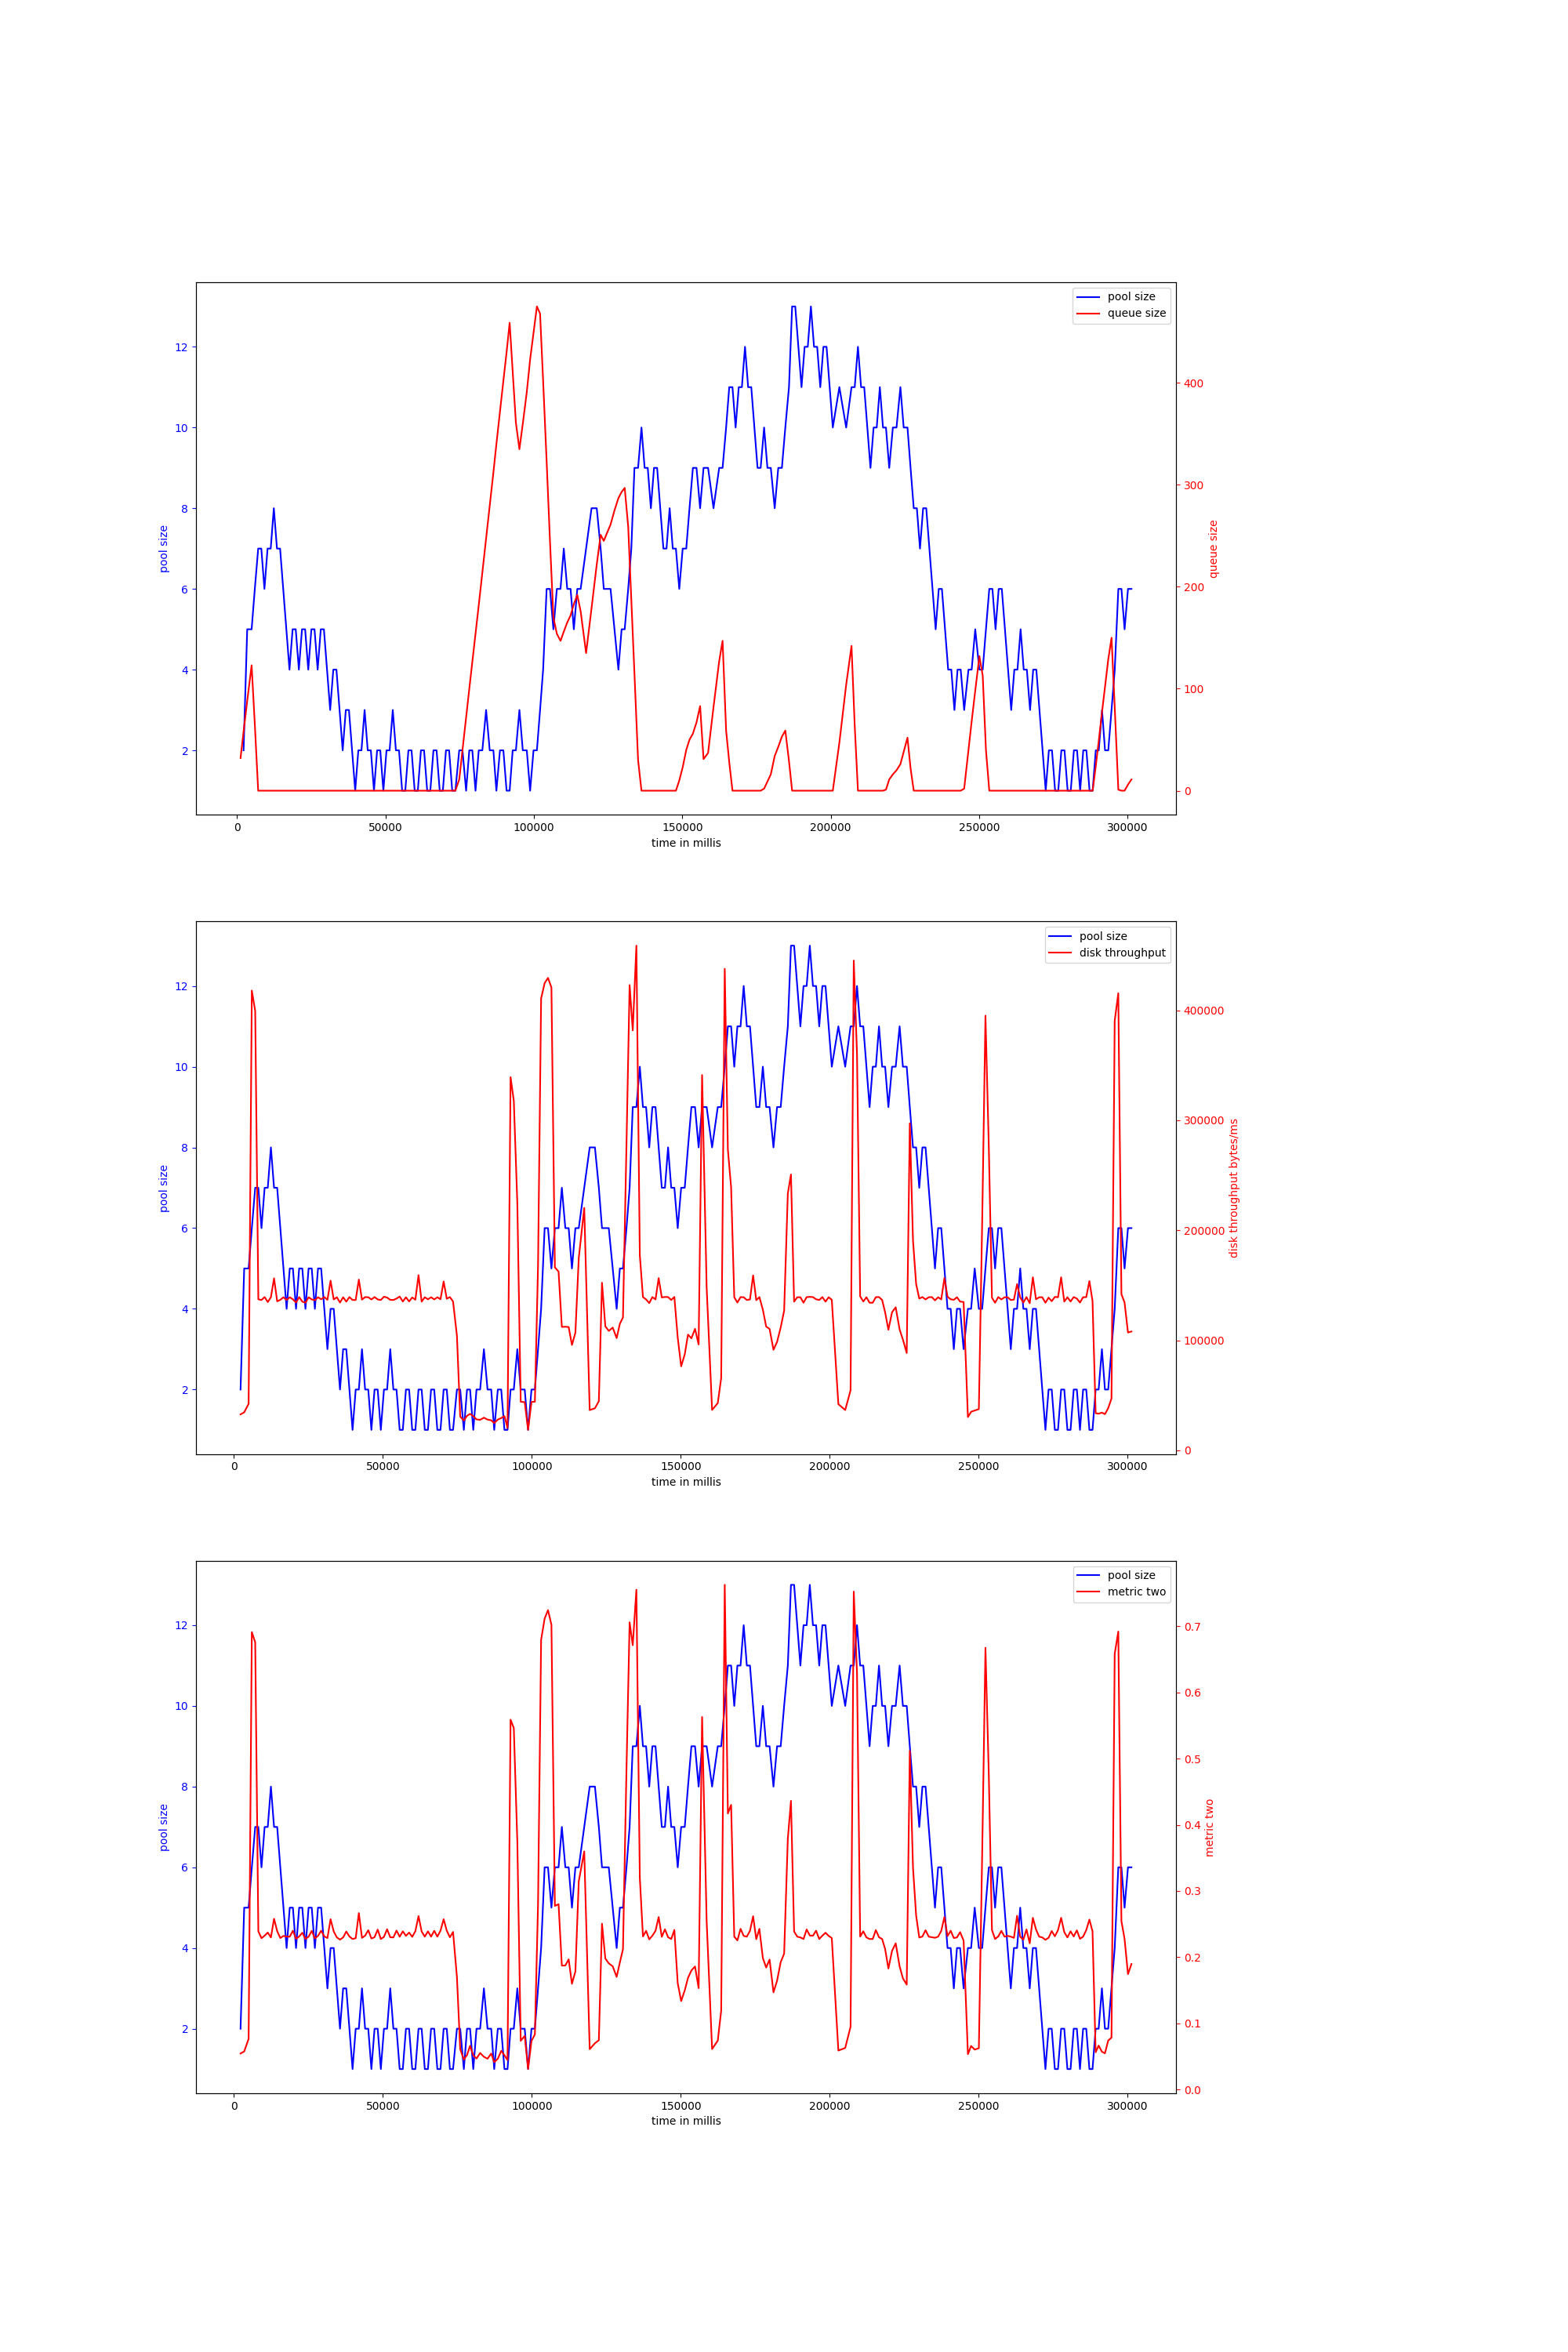 pool size
queue size
12
10
8
6
4
2
pool size
400
300
200
100
0
queue size
0 50000 100000 150000 200000 250000 300000
time in millis
pool size
disk throughput
12
10
8
6
4
2
pool size
400000
300000
200000
100000
0
disk throughput bytes/ms
0 50000 100000 150000 200000 250000 300000
time in millis
pool size
metric two
12
10
8
6
4
2
pool size
0.7
0.6
0.5
0.4
0.3
0.2
0.1
0.0
metric two
0 50000 100000 150000 200000 250000 300000
time in millis